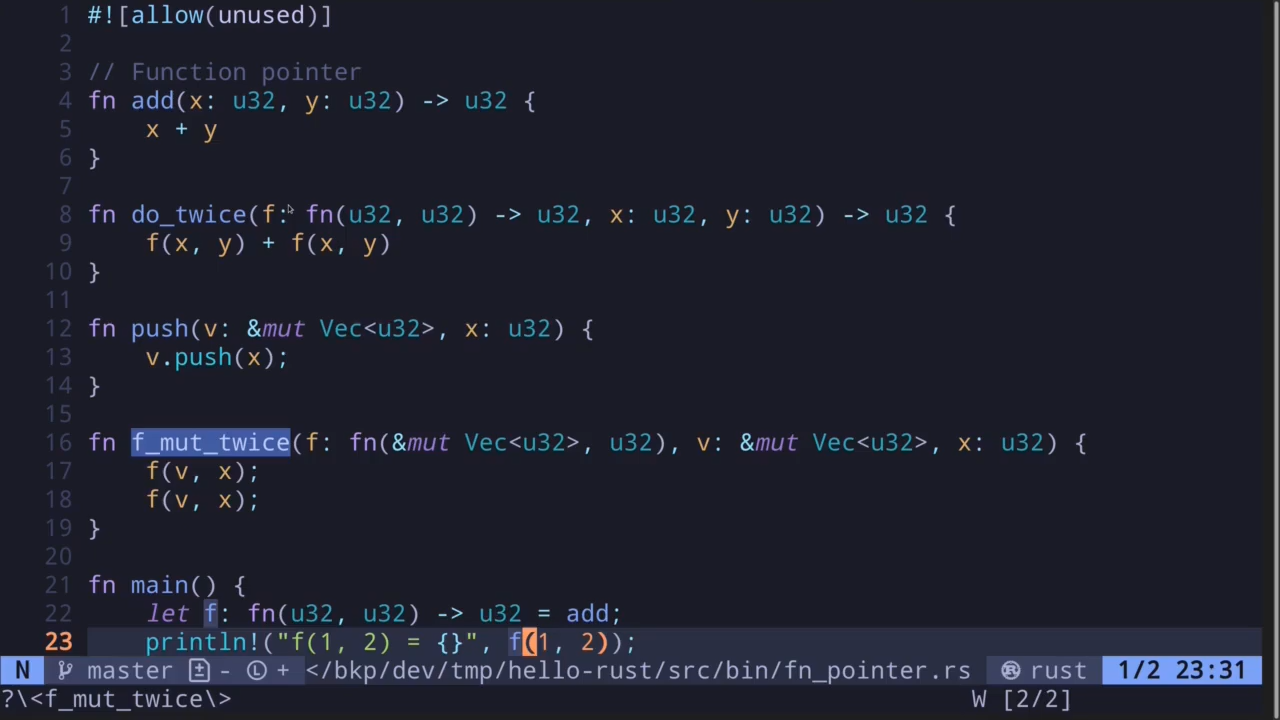 1 #![allow(unused)]
2
3 // Function pointer
4 fn add(x: u32, y: u32) -> u32 {
5     x + y
6 }
7
8 fn do_twice(f: fn(u32, u32) -> u32, x: u32, y: u32) -> u32 {
9     f(x, y) + f(x, y)
10 }
11
12 fn push(v: &mut Vec<u32>, x: u32) {
13     v.push(x);
14 }
15
16 fn f_mut_twice(f: fn(&mut Vec<u32>, u32), v: &mut Vec<u32>, x: u32) {
17     f(v, x);
18     f(v, x);
19 }
20
21 fn main() {
22     let f: fn(u32, u32) -> u32 = add;
23     println!("f(1, 2) = {}", f(1, 2));
N master - L + </bkp/dev/tmp/hello-rust/src/bin/fn_pointer.rs rust 1/2 23:31
?\<f_mut_twice\> W [2/2]